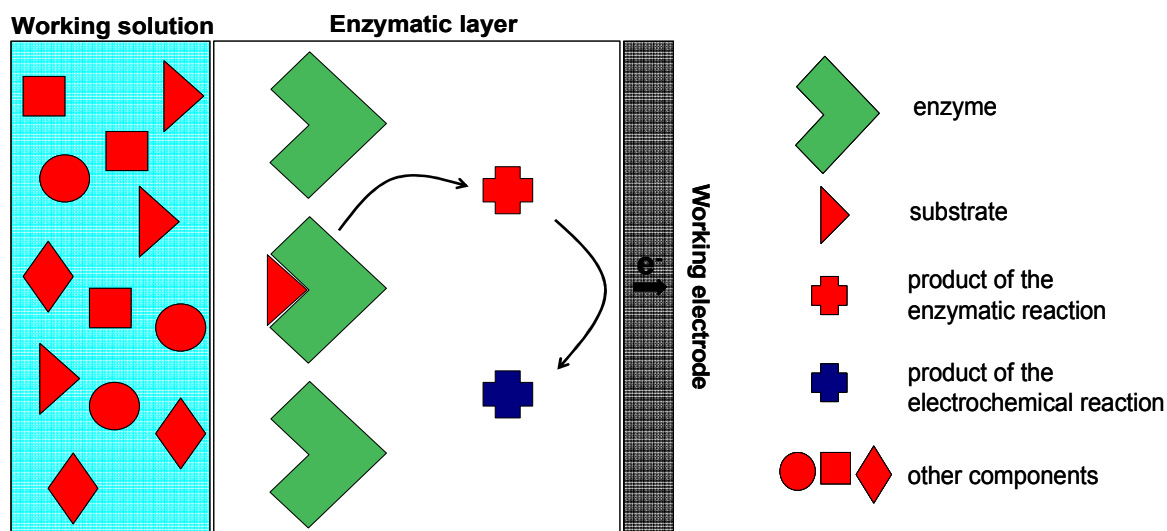 Working solution
Enzymatic layer
e-
Working electrode
enzyme
substrate
product of the
enzymatic reaction
product of the
electrochemical reaction
other components